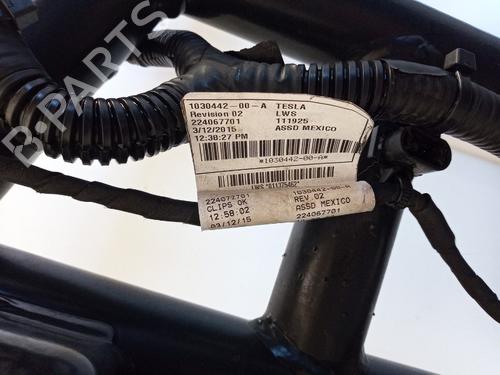 B-PARTS
1030442-00-A TESLA
Revision 02 LWS
224067701 111925
3/12/2015 ASSD MEXICO
12:38:27 PM
*1030442-00-A*
224077701
CLIPS OK
12:58:02
03/12/15
1030442-00-A
REV.02
ASSD MEXICO
224067701